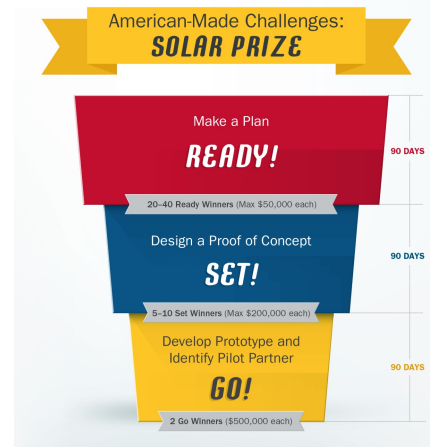 American-Made Challenges:
SOLAR PRIZE
Make a Plan
READY!
90 DAYS
20–40 Ready Winners (Max $50,000 each)
Design a Proof of Concept
SET!
90 DAYS
5–10 Set Winners (Max $200,000 each)
Develop Prototype and
Identify Pilot Partner
GO!
90 DAYS
2 Go Winners ($500,000 each)